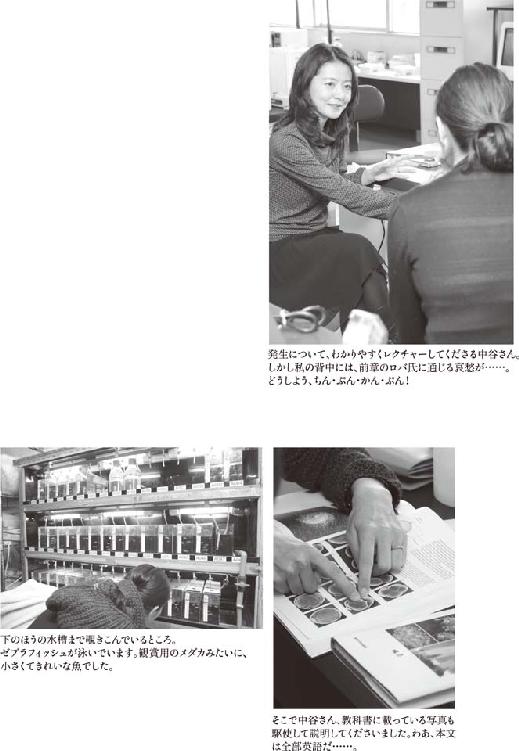 発生について、わかりやすくレクチャーしてくださる中谷さん。
しかし私の背中には、前章のロバ氏に通じる哀愁が……。
どうしよう、ちん・ぷん・かん・ぷん！
下のほうの水槽まで覗きこんでいるところ。
ゼブラフィッシュが泳いでいます。観賞用のメダカみたいに、
小さくてきれいな魚でした。
そこで中谷さん、教科書に載っている写真も
駆使して説明してくださいました。わあ、本文
は全部英語だ……。